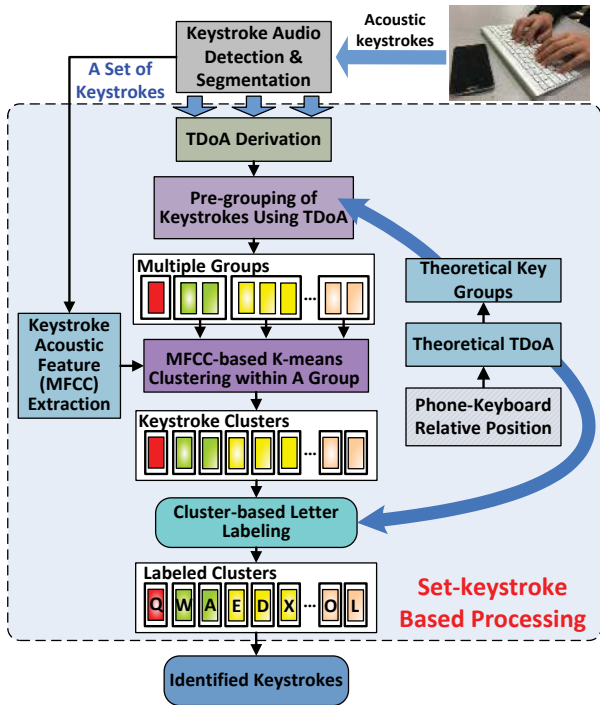 Keystroke Audio
Detection &
Segmentation
Acoustic
keystrokes
A Set of
Keystrokes
TDoA Derivation
Pre-grouping of
Keystrokes Using TDoA
Multiple Groups
...
Theoretical Key
Groups
Keystroke
Acoustic
Feature
(MFCC)
Extraction
MFCC-based K-means
Clustering within A Group
Theoretical TDoA
Phone-Keyboard
Relative Position
Keystroke Clusters
...
Cluster-based Letter
Labeling
Labeled Clusters
Q W A E D X ... O L
Set-keystroke
Based Processing
Identified Keystrokes